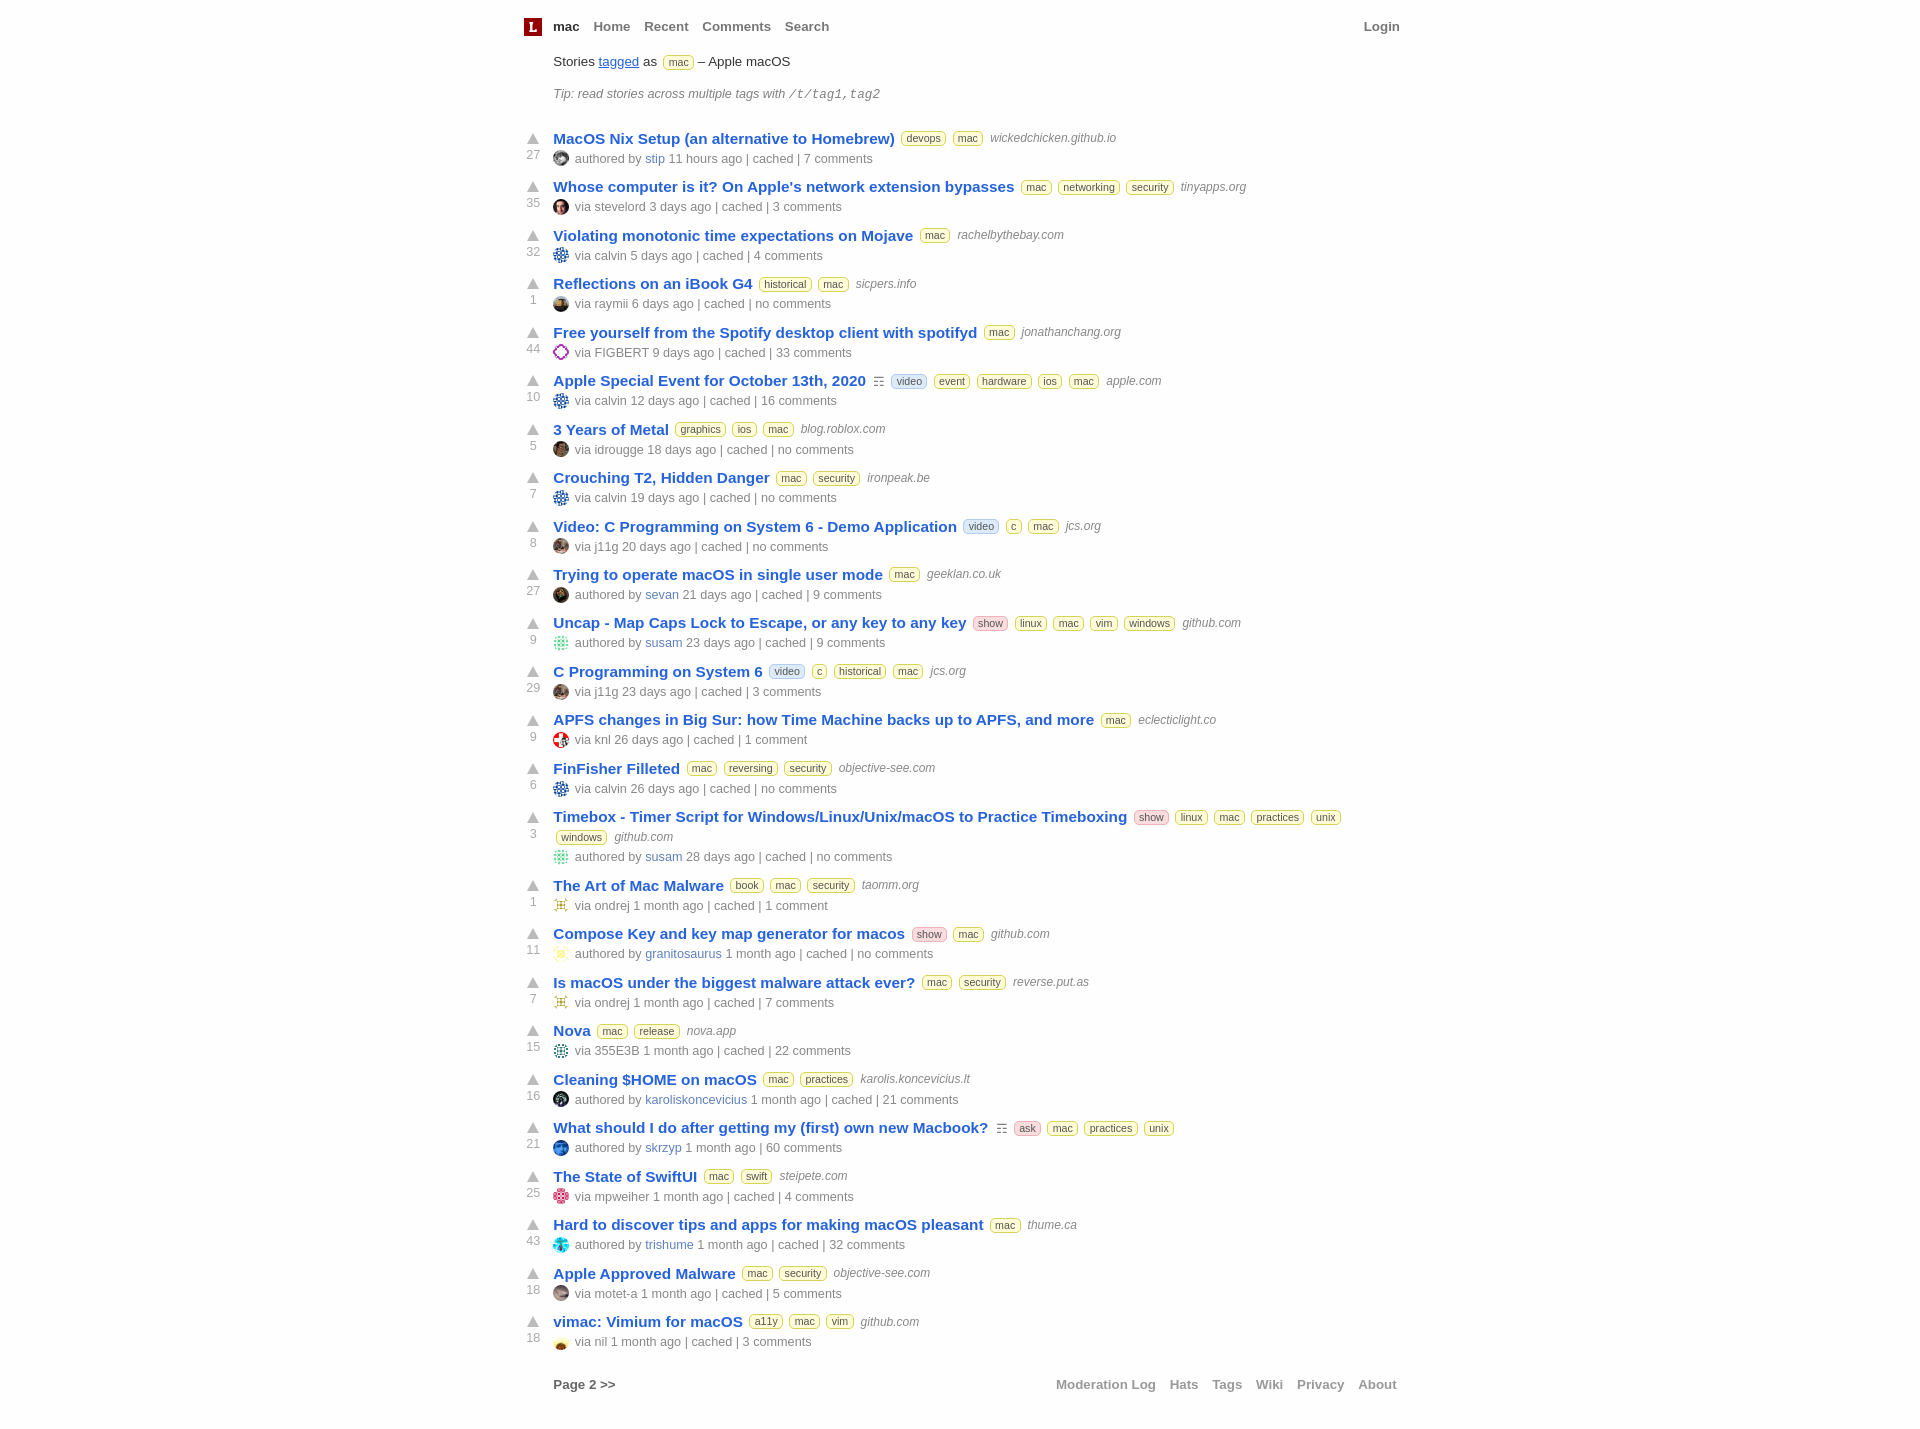 L mac Home Recent Comments Search Login
Stories tagged as mac – Apple macOS
Tip: read stories across multiple tags with /t/tag1,tag2
MacOS Nix Setup (an alternative to Homebrew) devops mac wickedchicken.github.io
27 authored by stip 11 hours ago | cached | 7 comments
Whose computer is it? On Apple's network extension bypasses mac networking security tinyapps.org
35 via stevelord 3 days ago | cached | 3 comments
Violating monotonic time expectations on Mojave mac rachelbythebay.com
32 via calvin 5 days ago | cached | 4 comments
Reflections on an iBook G4 historical mac sicpers.info
1 via raymii 6 days ago | cached | no comments
Free yourself from the Spotify desktop client with spotifyd mac jonathanchang.org
44 via FIGBERT 9 days ago | cached | 33 comments
Apple Special Event for October 13th, 2020 ☶ video event hardware ios mac apple.com
10 via calvin 12 days ago | cached | 16 comments
3 Years of Metal graphics ios mac blog.roblox.com
5 via idrougge 18 days ago | cached | no comments
Crouching T2, Hidden Danger mac security ironpeak.be
7 via calvin 19 days ago | cached | no comments
Video: C Programming on System 6 - Demo Application video c mac jcs.org
8 via j11g 20 days ago | cached | no comments
Trying to operate macOS in single user mode mac geeklan.co.uk
27 authored by sevan 21 days ago | cached | 9 comments
Uncap - Map Caps Lock to Escape, or any key to any key show linux mac vim windows github.com
9 authored by susam 23 days ago | cached | 9 comments
C Programming on System 6 video c historical mac jcs.org
29 via j11g 23 days ago | cached | 3 comments
APFS changes in Big Sur: how Time Machine backs up to APFS, and more mac eclecticlight.co
9 via knl 26 days ago | cached | 1 comment
FinFisher Filleted mac reversing security objective-see.com
6 via calvin 26 days ago | cached | no comments
Timebox - Timer Script for Windows/Linux/Unix/macOS to Practice Timeboxing show linux mac practices unix
3 windows github.com
authored by susam 28 days ago | cached | no comments
The Art of Mac Malware book mac security taomm.org
1 via ondrej 1 month ago | cached | 1 comment
Compose Key and key map generator for macos show mac github.com
11 authored by granitosaurus 1 month ago | cached | no comments
Is macOS under the biggest malware attack ever? mac security reverse.put.as
7 via ondrej 1 month ago | cached | 7 comments
Nova mac release nova.app
15 via 355E3B 1 month ago | cached | 22 comments
Cleaning $HOME on macOS mac practices karolis.koncevicius.lt
16 authored by karoliskoncevicius 1 month ago | cached | 21 comments
What should I do after getting my (first) own new Macbook? ☶ ask mac practices unix
21 authored by skrzyp 1 month ago | 60 comments
The State of SwiftUI mac swift steipete.com
25 via mpweiher 1 month ago | cached | 4 comments
Hard to discover tips and apps for making macOS pleasant mac thume.ca
43 authored by trishume 1 month ago | cached | 32 comments
Apple Approved Malware mac security objective-see.com
18 via motet-a 1 month ago | cached | 5 comments
vimac: Vimium for macOS a11y mac vim github.com
18 via nil 1 month ago | cached | 3 comments
Page 2 >> Moderation Log Hats Tags Wiki Privacy About